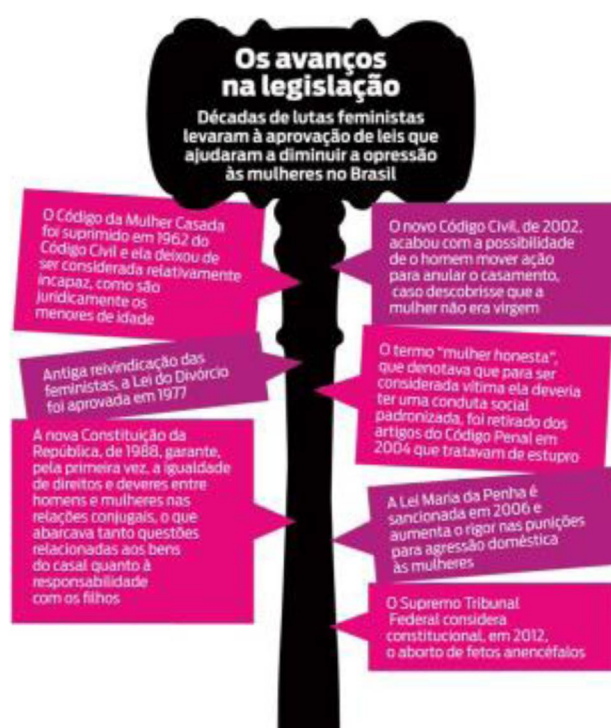 Os avanços
na legislação
Décadas de lutas feministas
levaram à aprovação de leis que
ajudaram a diminuir a opressão
às mulheres no Brasil
O Código da Mulher Casada
foi suprimido em 1962 do
Código Civil e ela deixou de
ser considerada relativamente
incapaz, como são
juridicamente os
menores de idade
Antiga reivindicação das
feministas, a Lei do Divórcio
foi aprovada em 1977
A nova Constituição da
República, de 1988, garante,
pela primeira vez, a igualdade
de direitos e deveres entre
homens e mulheres nas
relações conjugais, o que
abarcava tanto questões
relacionadas aos bens
do casal quanto à
responsabilidade
com os filhos
O novo Código Civil, de 2002,
acabou com a possibilidade
de o homem mover ação
para anular o casamento,
caso descobrisse que a
mulher não era virgem
O termo “mulher honesta”,
que denotava que para ser
considerada vítima ela deveria
ter uma conduta social
padronizada, foi retirado dos
artigos do Código Penal em
2004 que tratavam de estupro
A Lei Maria da Penha é
sancionada em 2006 e
aumenta o rigor nas punições
para agressão doméstica
às mulheres
O Supremo Tribunal
Federal considera
constitucional, em 2012,
o aborto de fetos anencéfalos